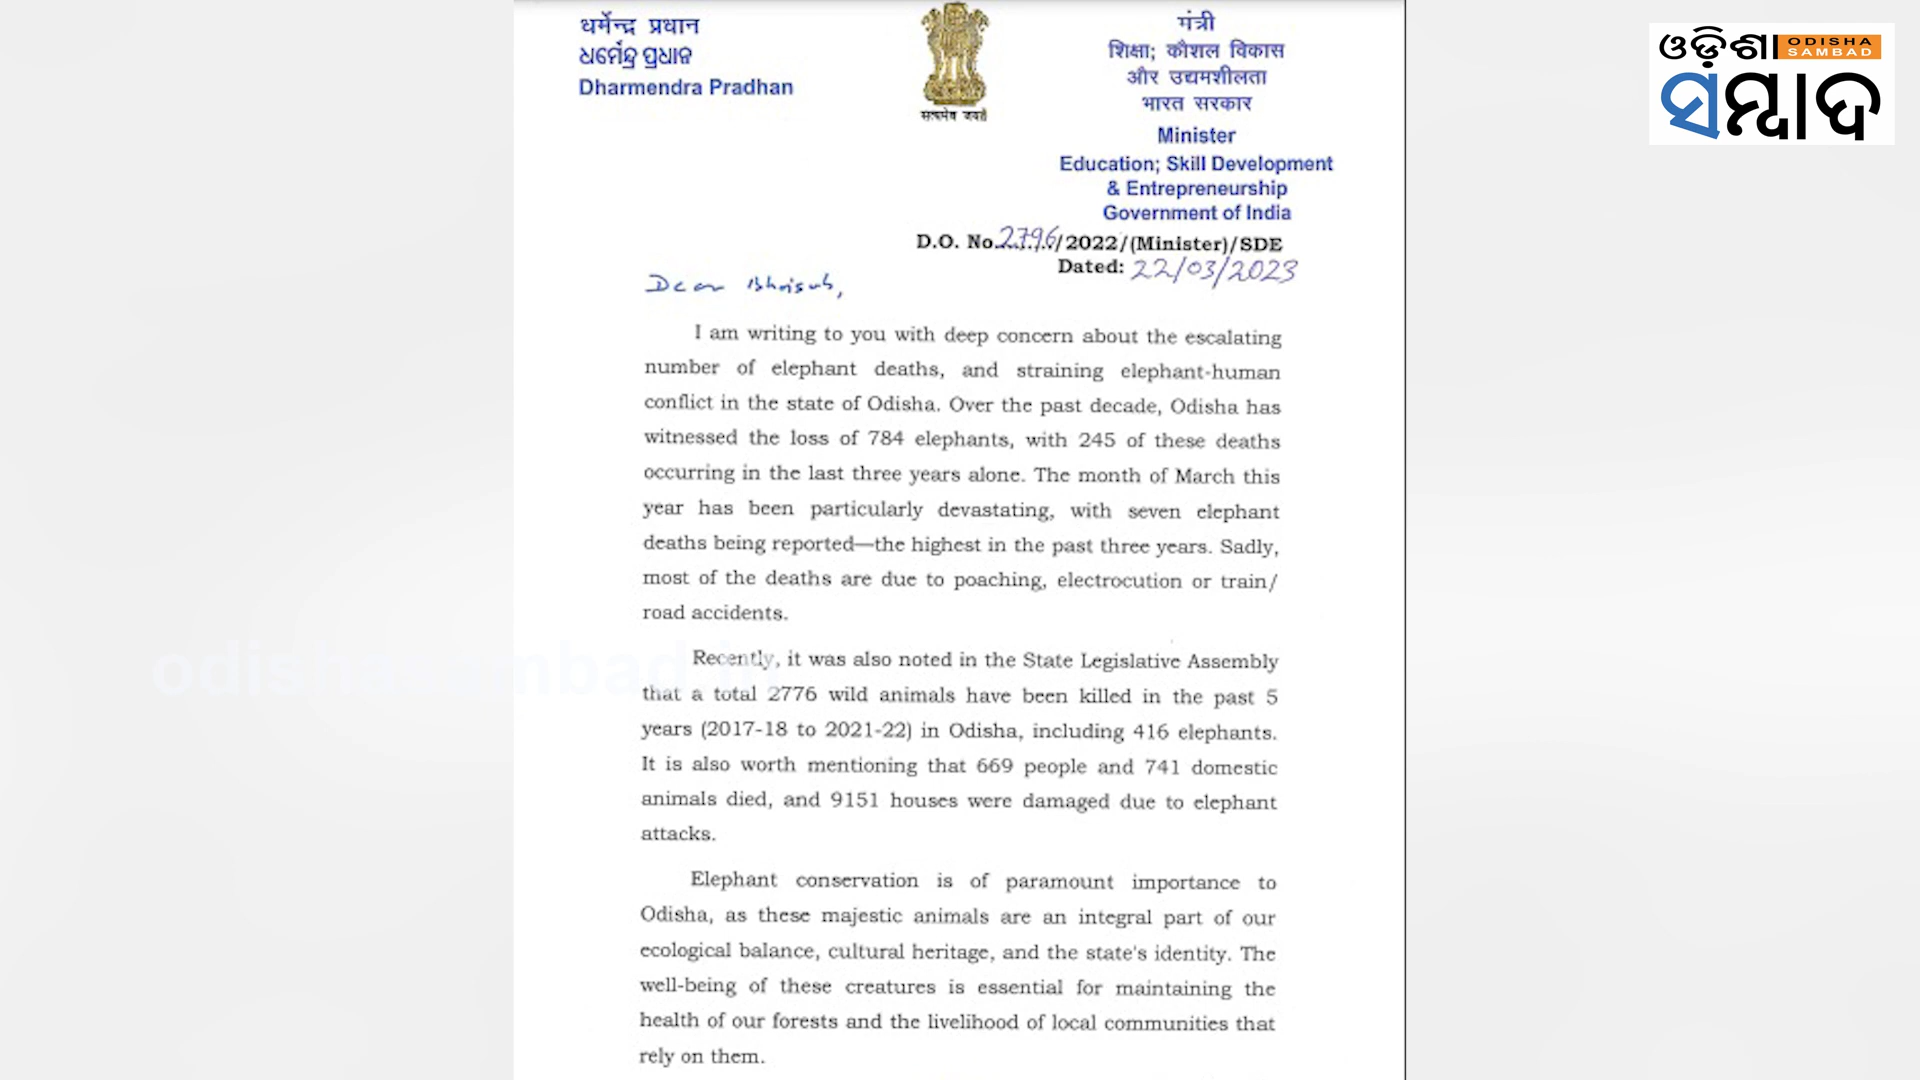 धर्मेन्द्र प्रधान
ଧର୍ମେନ୍ଦ୍ର ପ୍ରଧାନ
Dharmendra Pradhan
सत्यमेव जयते
मंत्री
शिक्षा; कौशल विकास
और उद्यमशीलता
भारत सरकार
Minister
Education; Skill Development
& Entrepreneurship
Government of India
ଓଡ଼ିଶା ODISHA SAMBAD
ସମ୍ବାଦ
D.O. No.2796/2022/(Minister)/SDE
Dated: 22/03/2023
Dear
I am writing to you with deep concern about the escalating
number of elephant deaths, and straining elephant-human
conflict in the state of Odisha. Over the past decade, Odisha has
witnessed the loss of 784 elephants, with 245 of these deaths
occurring in the last three years alone. The month of March this
year has been particularly devastating, with seven elephant
deaths being reported—the highest in the past three years. Sadly,
most of the deaths are due to poaching, electrocution or train/
road accidents.
Recently, it was also noted in the State Legislative Assembly
that a total 2776 wild animals have been killed in the past 5
years (2017-18 to 2021-22) in Odisha, including 416 elephants.
It is also worth mentioning that 669 people and 741 domestic
animals died, and 9151 houses were damaged due to elephant
attacks.
Elephant conservation is of paramount importance to
Odisha, as these majestic animals are an integral part of our
ecological balance, cultural heritage, and the state's identity. The
well-being of these creatures is essential for maintaining the
health of our forests and the livelihood of local communities that
rely on them.
odishasambad.in